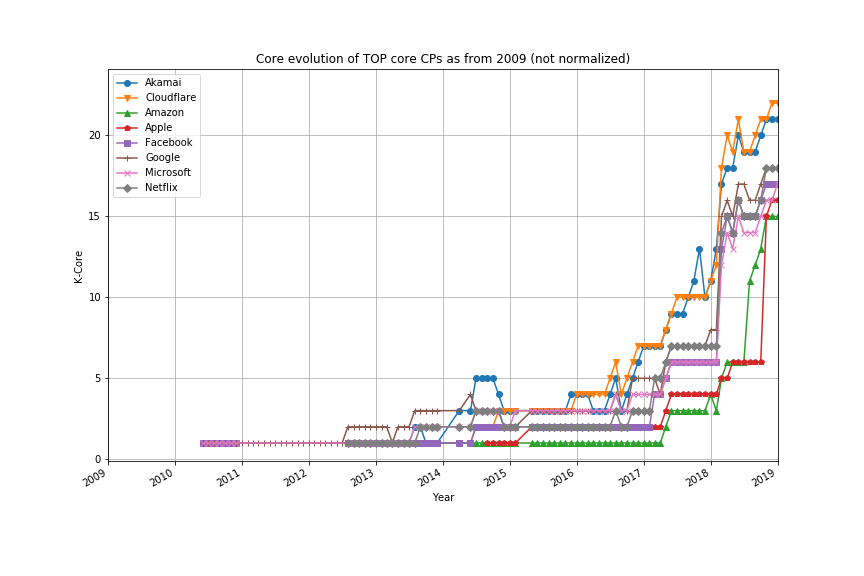 Core evolution of TOP core CPs as from 2009 (not normalized)
Akamai
Cloudflare
Amazon
Apple
Facebook
Google
Microsoft
Netflix
20
15
10
5
0
K-Core
2009
2010
2011
2012
2013
2014
2015
2016
2017
2018
2019
Year